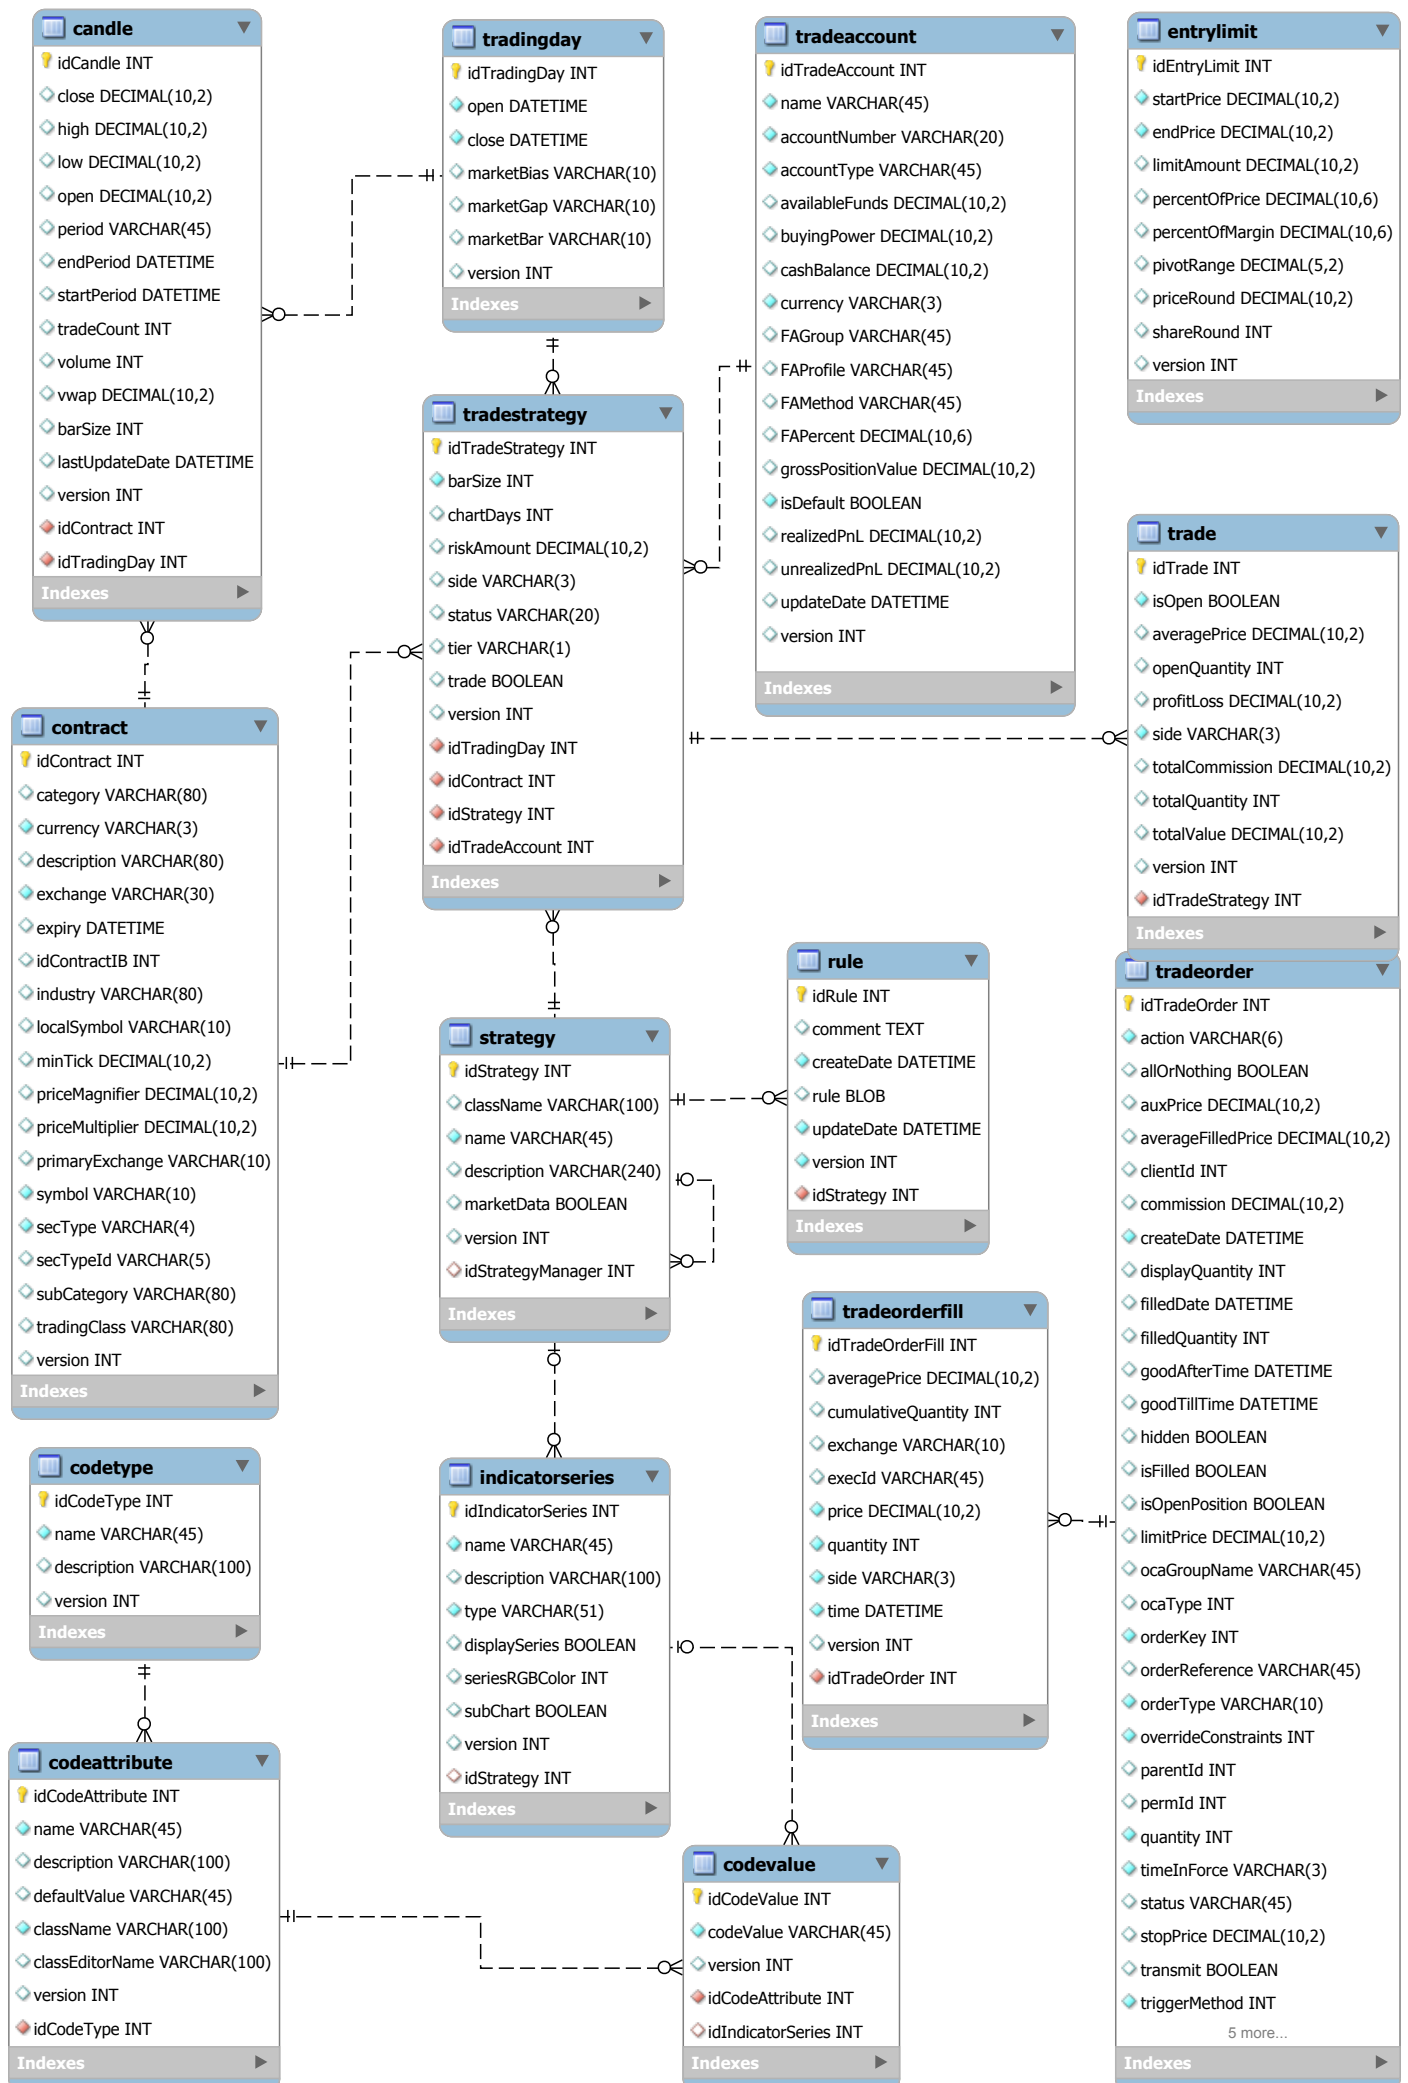 candle
idCandle INT
close DECIMAL(10,2)
high DECIMAL(10,2)
low DECIMAL(10,2)
open DECIMAL(10,2)
period VARCHAR(45)
endPeriod DATETIME
startPeriod DATETIME
tradeCount INT
volume INT
vwap DECIMAL(10,2)
barSize INT
lastUpdateDate DATETIME
version INT
idContract INT
idTradingDay INT
Indexes
tradingday
idTradingDay INT
open DATETIME
close DATETIME
marketBias VARCHAR(10)
marketGap VARCHAR(10)
marketBar VARCHAR(10)
version INT
Indexes
tradeaccount
idTradeAccount INT
name VARCHAR(45)
accountNumber VARCHAR(20)
accountType VARCHAR(45)
availableFunds DECIMAL(10,2)
buyingPower DECIMAL(10,2)
cashBalance DECIMAL(10,2)
currency VARCHAR(3)
FAGroup VARCHAR(45)
FAProfile VARCHAR(45)
FAMethod VARCHAR(45)
FAPercent DECIMAL(10,6)
grossPositionValue DECIMAL(10,2)
isDefault BOOLEAN
realizedPnL DECIMAL(10,2)
unrealizedPnL DECIMAL(10,2)
updateDate DATETIME
version INT
Indexes
entrylimit
idEntryLimit INT
startPrice DECIMAL(10,2)
endPrice DECIMAL(10,2)
limitAmount DECIMAL(10,2)
percentOfPrice DECIMAL(10,6)
percentOfMargin DECIMAL(10,6)
pivotRange DECIMAL(5,2)
priceRound DECIMAL(10,2)
shareRound INT
version INT
Indexes
tradestrategy
idTradeStrategy INT
barSize INT
chartDays INT
riskAmount DECIMAL(10,2)
side VARCHAR(3)
status VARCHAR(20)
tier VARCHAR(1)
trade BOOLEAN
version INT
idTradingDay INT
idContract INT
idStrategy INT
idTradeAccount INT
Indexes
trade
idTrade INT
isOpen BOOLEAN
averagePrice DECIMAL(10,2)
openQuantity INT
profitLoss DECIMAL(10,2)
side VARCHAR(3)
totalCommission DECIMAL(10,2)
totalQuantity INT
totalValue DECIMAL(10,2)
version INT
idTradeStrategy INT
Indexes
contract
idContract INT
category VARCHAR(80)
currency VARCHAR(3)
description VARCHAR(80)
exchange VARCHAR(30)
expiry DATETIME
idContractIB INT
industry VARCHAR(80)
localSymbol VARCHAR(10)
minTick DECIMAL(10,2)
priceMagnifier DECIMAL(10,2)
priceMultiplier DECIMAL(10,2)
primaryExchange VARCHAR(10)
symbol VARCHAR(10)
secType VARCHAR(4)
secTypeId VARCHAR(5)
subCategory VARCHAR(80)
tradingClass VARCHAR(80)
version INT
Indexes
strategy
idStrategy INT
className VARCHAR(100)
name VARCHAR(45)
description VARCHAR(240)
marketData BOOLEAN
version INT
idStrategyManager INT
Indexes
rule
idRule INT
comment TEXT
createDate DATETIME
rule BLOB
updateDate DATETIME
version INT
idStrategy INT
Indexes
tradeorder
idTradeOrder INT
action VARCHAR(6)
allOrNothing BOOLEAN
auxPrice DECIMAL(10,2)
averageFilledPrice DECIMAL(10,2)
clientId INT
commission DECIMAL(10,2)
createDate DATETIME
displayQuantity INT
filledDate DATETIME
filledQuantity INT
goodAfterTime DATETIME
goodTillTime DATETIME
hidden BOOLEAN
isFilled BOOLEAN
isOpenPosition BOOLEAN
limitPrice DECIMAL(10,2)
ocaGroupName VARCHAR(45)
ocaType INT
orderKey INT
orderReference VARCHAR(45)
orderType VARCHAR(10)
overrideConstraints INT
parentId INT
permId INT
quantity INT
timeInForce VARCHAR(3)
status VARCHAR(45)
stopPrice DECIMAL(10,2)
transmit BOOLEAN
triggerMethod INT
5 more...
Indexes
tradeorderfill
idTradeOrderFill INT
averagePrice DECIMAL(10,2)
cumulativeQuantity INT
exchange VARCHAR(10)
execId VARCHAR(45)
price DECIMAL(10,2)
quantity INT
side VARCHAR(3)
time DATETIME
version INT
idTradeOrder INT
Indexes
codetype
idCodeType INT
name VARCHAR(45)
description VARCHAR(100)
version INT
Indexes
indicatorseries
idIndicatorSeries INT
name VARCHAR(45)
description VARCHAR(100)
type VARCHAR(51)
displaySeries BOOLEAN
seriesRGBColor INT
subChart BOOLEAN
version INT
idStrategy INT
Indexes
codeattribute
idCodeAttribute INT
name VARCHAR(45)
description VARCHAR(100)
defaultValue VARCHAR(45)
className VARCHAR(100)
classEditorName VARCHAR(100)
version INT
idCodeType INT
Indexes
codevalue
idCodeValue INT
codeValue VARCHAR(45)
version INT
idCodeAttribute INT
idIndicatorSeries INT
Indexes